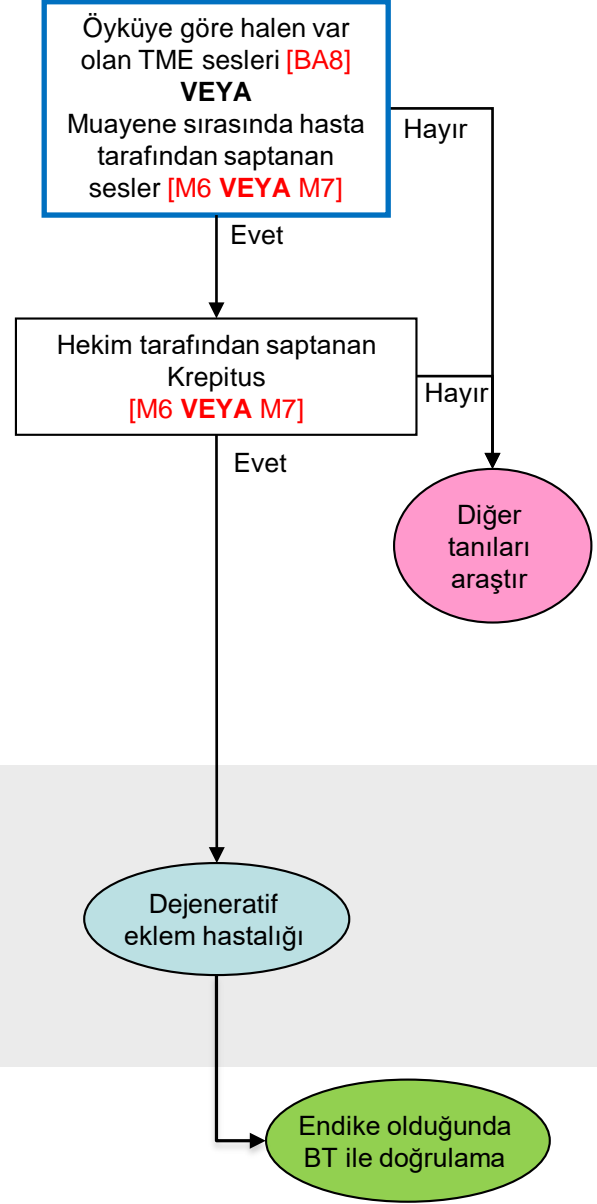 Öyküye göre halen var
olan TME sesleri [BA8]
VEYA
Muayene sırasında hasta
tarafından saptanan
sesler [M6 VEYA M7]
Hayır
Evet
Hekim tarafından saptanan
Krepitus
[M6 VEYA M7]
Hayır
Evet
Diğer
tanıları
araştır
Dejeneratif
eklem hastalığı
Endike olduğunda
BT ile doğrulama